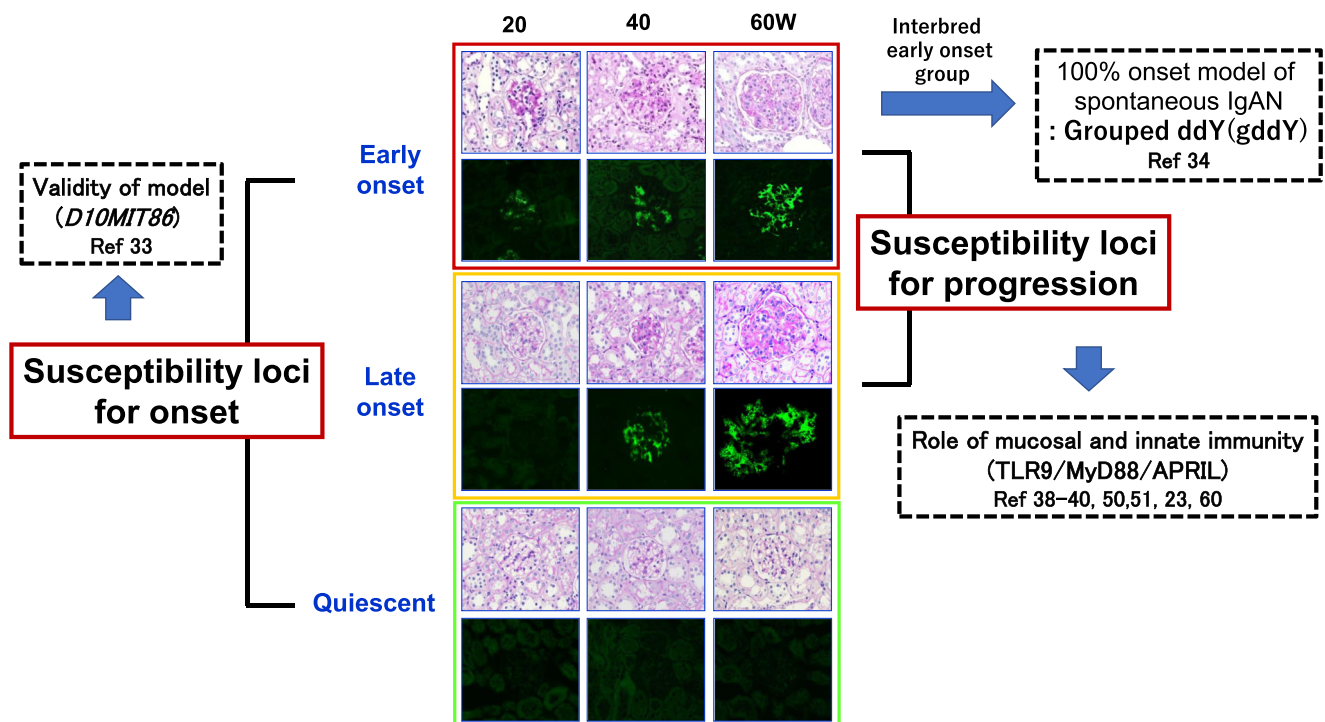 20 40 60W
Interbred
early onset
group
100% onset model of
spontaneous IgAN
: Grouped ddY(gddY)
Ref 34
Early
onset
Validity of model
(D10MIT86)
Ref 33
Susceptibility loci
for progression
Susceptibility loci
for onset
Late
onset
Role of mucosal and innate immunity
(TLR9/MyD88/APRIL)
Ref 38-40, 50,51, 23, 60
Quiescent